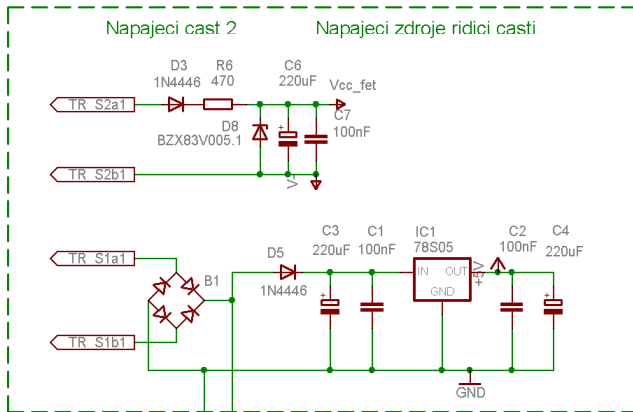 Napajeci cast 2
Napajeci zdroje ridici casti
D3
1N4446
R6
470
C6
220uF
Vcc_fet
TR_S2a1
D8
BZX83V005.1
+
C7
100nF
TR_S2b1
V-
TR_S1a1
B1
TR_S1b1
D5
1N4446
C3
220uF
+
C1
100nF
IC1
78S05
IN
OUT
GND
+5V
C2
100nF
C4
220uF
+
GND